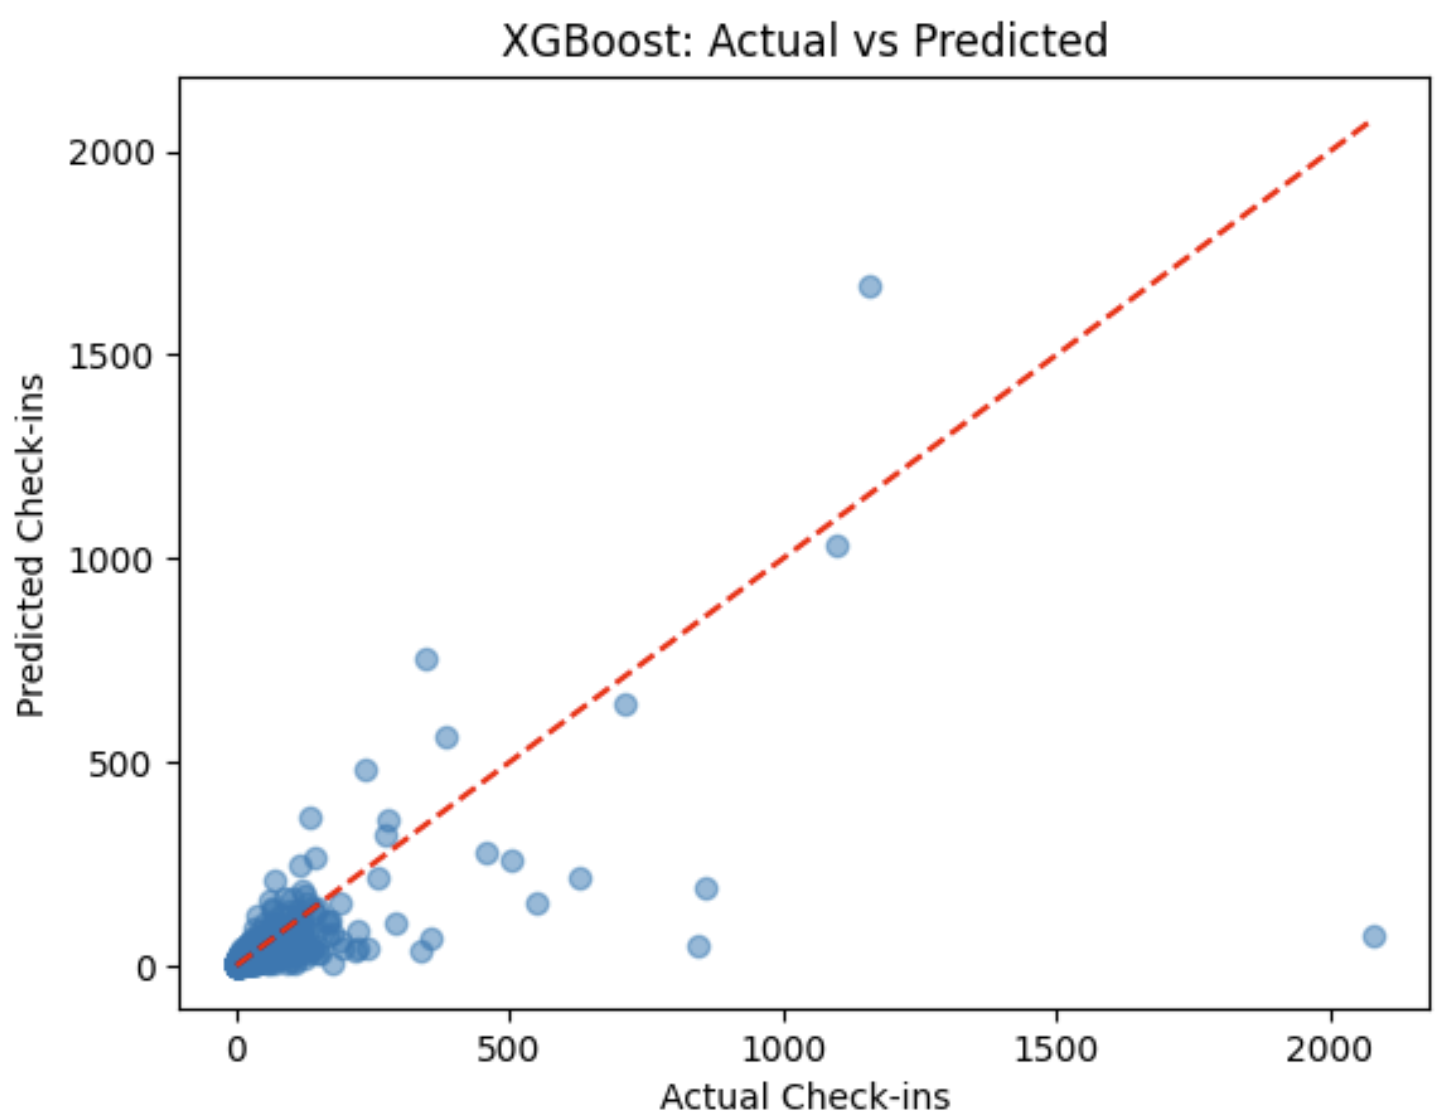 XGBoost: Actual vs Predicted
Predicted Check-ins
2000
1500
1000
500
0
0 500 1000 1500 2000
Actual Check-ins